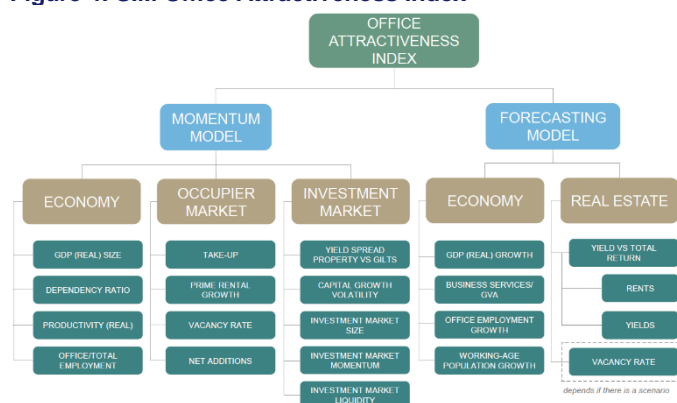 OFFICE
ATTRACTIVENESS
INDEX
MOMENTUM
MODEL
FORECASTING
MODEL
ECONOMY
OCCUPIER
MARKET
INVESTMENT
MARKET
ECONOMY
REAL ESTATE
GDP (REAL) SIZE
DEPENDENCY RATIO
PRODUCTIVITY (REAL)
OFFICE/TOTAL
EMPLOYMENT
TAKE-UP
PRIME RENTAL
GROWTH
VACANCY RATE
NET ADDITIONS
YIELD SPREAD
PROPERTY VS GILTS
CAPITAL GROWTH
VOLATILITY
INVESTMENT MARKET
SIZE
INVESTMENT MARKET
MOMENTUM
INVESTMENT MARKET
LIQUIDITY
GDP (REAL) GROWTH
BUSINESS SERVICES/
GVA
OFFICE EMPLOYMENT
GROWTH
WORKING-AGE
POPULATION GROWTH
YIELD VS TOTAL
RETURN
RENTS
YIELDS
VACANCY RATE
depends if there is a scenario